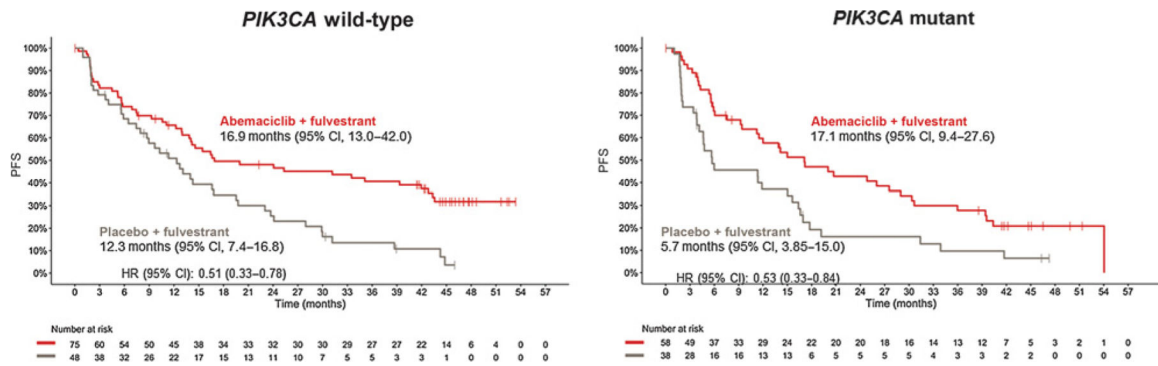 PIK3CA wild-type
100%
90%
80%
70%
60%
50%
40%
30%
20%
10%
0%
PFS
Abemaciclib + fulvestrant
16.9 months (95% CI, 13.0–42.0)
Placebo + fulvestrant
12.3 months (95% CI, 7.4–16.8)
HR (95% CI): 0.51 (0.33–0.78)
0 3 6 9 12 15 18 21 24 27 30 33 36 39 42 45 48 51 54 57
Time (months)
Number at risk
75 60 54 50 45 38 34 33 32 30 30 29 27 27 22 14 6 4 0 0
48 38 32 26 22 17 15 13 11 10 7 5 5 3 3 1 0 0 0 0
PIK3CA mutant
100%
90%
80%
70%
60%
50%
40%
30%
20%
10%
0%
PFS
Abemaciclib + fulvestrant
17.1 months (95% CI, 9.4–27.6)
Placebo + fulvestrant
5.7 months (95% CI, 3.85–15.0)
HR (95% CI): 0.53 (0.33–0.84)
0 3 6 9 12 15 18 21 24 27 30 33 36 39 42 45 48 51 54 57
Time (months)
Number at risk
58 49 37 33 29 24 22 20 20 18 16 14 13 12 7 5 3 2 1 0
38 28 16 16 13 13 6 5 5 5 5 4 3 3 2 2 0 0 0 0